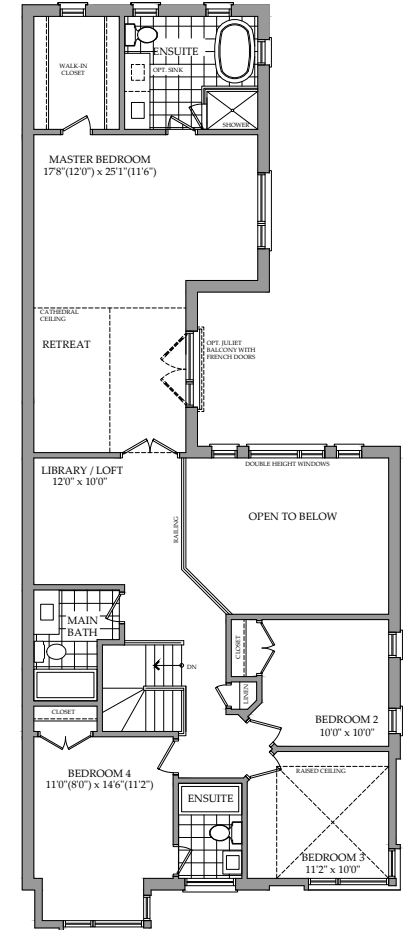 ENSUITE
WALK-IN
CLOSET
OPT. SINK
SHOWER
MASTER BEDROOM
17'8"(12'0") x 25'1"(11'6")
CATHEDRAL
CEILING
RETREAT
OPT. JULIET
BALCONY WITH
FRENCH DOORS
LIBRARY / LOFT
12'0" x 10'0"
DOUBLE HEIGHT WINDOWS
RAILING
OPEN TO BELOW
MAIN
BATH
CLOSET
DN
LINEN
CLOSET
BEDROOM 2
10'0" x 10'0"
BEDROOM 4
11'0"(8'0") x 14'6"(11'2")
RAISED CEILING
ENSUITE
BEDROOM 3
11'2" x 10'0"